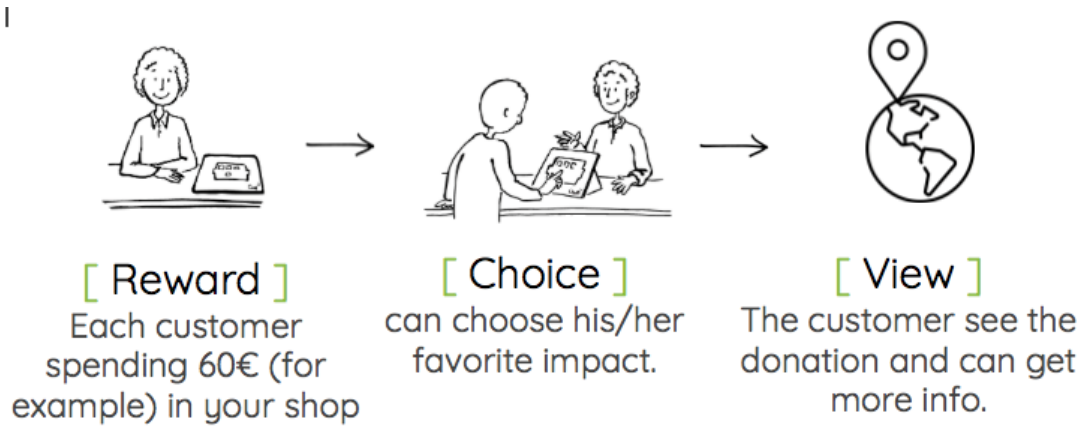 [ Reward ]
Each customer
spending 60€ (for
example) in your shop
[ Choice ]
can choose his/her
favorite impact.
[ View ]
The customer see the
donation and can get
more info.